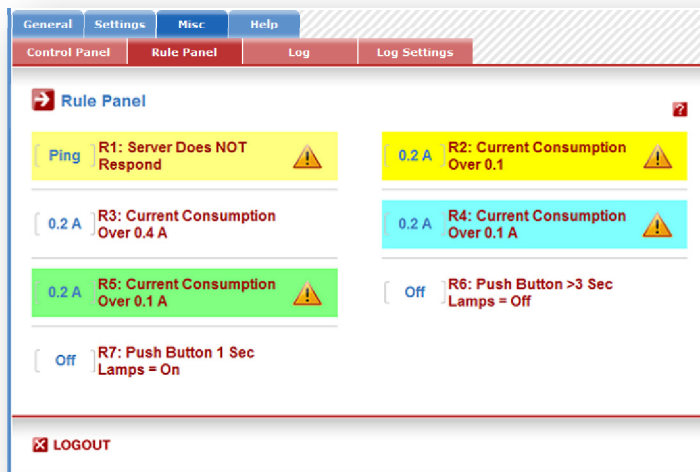 General Settings Misc Help
Control Panel Rule Panel Log Log Settings
Rule Panel
?
Ping R1: Server Does NOT
Respond
0.2 A R2: Current Consumption
Over 0.1
0.2 A R3: Current Consumption
Over 0.4 A
0.2 A R4: Current Consumption
Over 0.1 A
0.2 A R5: Current Consumption
Over 0.1 A
Off R6: Push Button >3 Sec
Lamps = Off
Off R7: Push Button 1 Sec
Lamps = On
LOGOUT